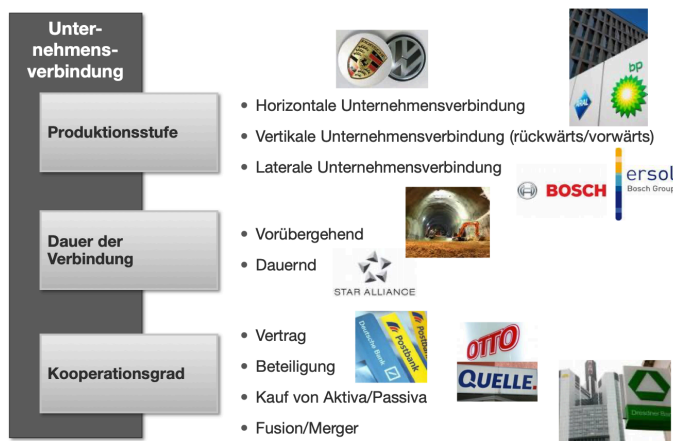 Unter-
nehmens-
verbindung
Produktionsstufe
• Horizontale Unternehmensverbindung
• Vertikale Unternehmensverbindung (rückwärts/vorwärts)
• Laterale Unternehmensverbindung
bp
ARAL
BOSCH
ersol
Bosch Group
Dauer der
Verbindung
• Vorübergehend
• Dauernd
STAR ALLIANCE
Kooperationsgrad
• Vertrag
• Beteiligung
• Kauf von Aktiva/Passiva
• Fusion/Merger
Deutsche Bank
Postbank
OTTO
QUELLE.
Dresdner